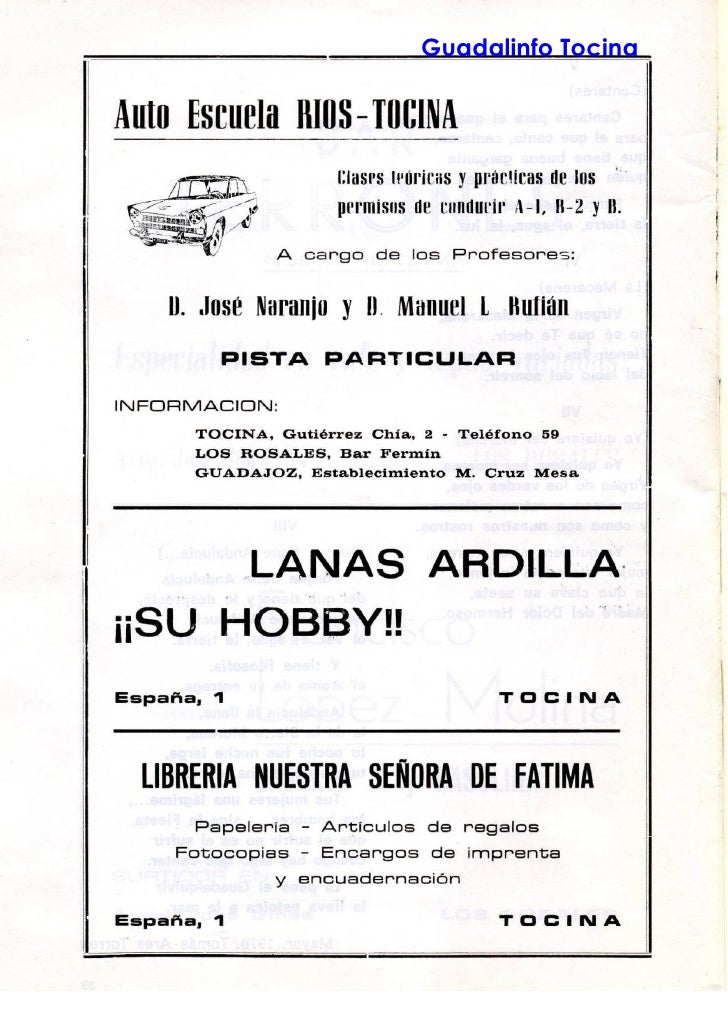 Guadalinfo Tocina
Auto Escuela RIOS-TOCINA
Clases teóricas y prácticas de los
permisos de conducir A-1, B-2 y B.
A cargo de los Profesores:
D. José Naranjo y D. Manuel L Rufián
PISTA PARTICULAR
INFORMACION:
TOCINA, Gutiérrez Chía, 2 - Teléfono 59
LOS ROSALES, Bar Fermín
GUADAJOZ, Establecimiento M. Cruz Mesa
LANAS ARDILLA
¡¡SU HOBBY!!
España, 1 TOCINA
LIBRERIA NUESTRA SEÑORA DE FATIMA
Papelería - Artículos de regalos
Fotocopias - Encargos de imprenta
y encuadernación
España, 1 TOCINA